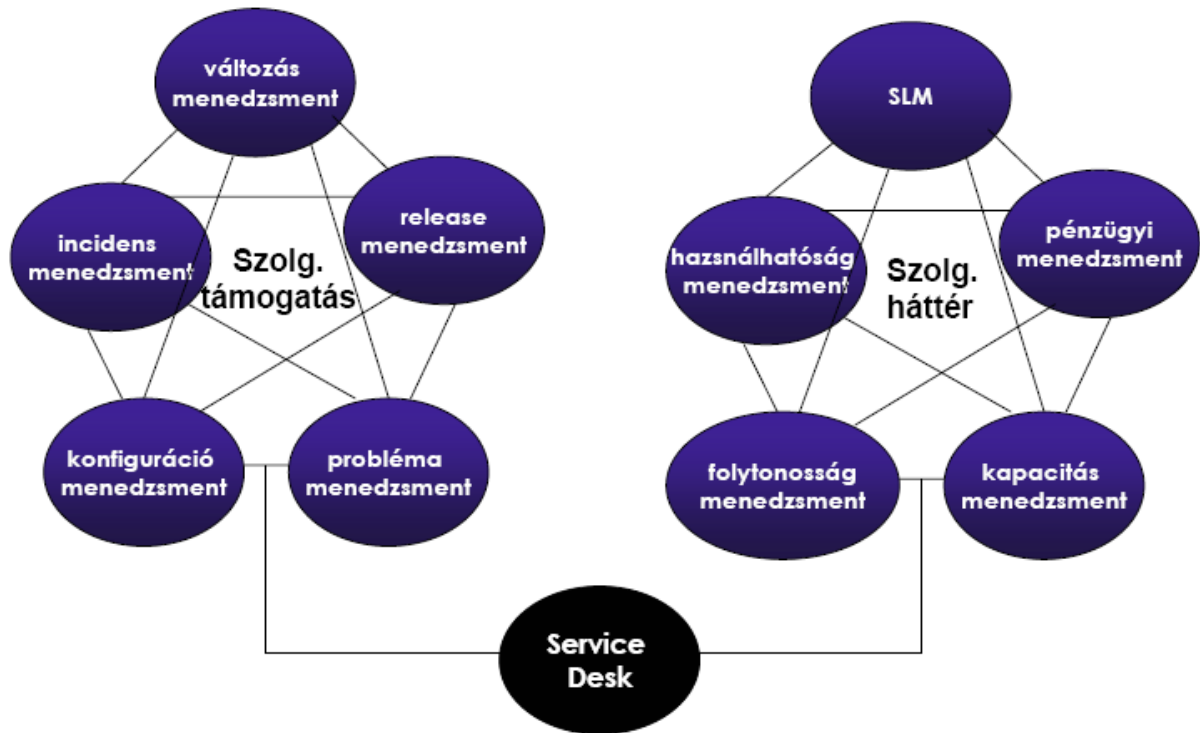 változás
menedzsment
incidens
menedzsment
release
menedzsment
Szolg.
támogatás
konfiguráció
menedzsment
probléma
menedzsment
SLM
hazsnálhatóság
menedzsment
pénzügyi
menedzsment
Szolg.
háttér
folytonosság
menedzsment
kapacitás
menedzsment
Service
Desk